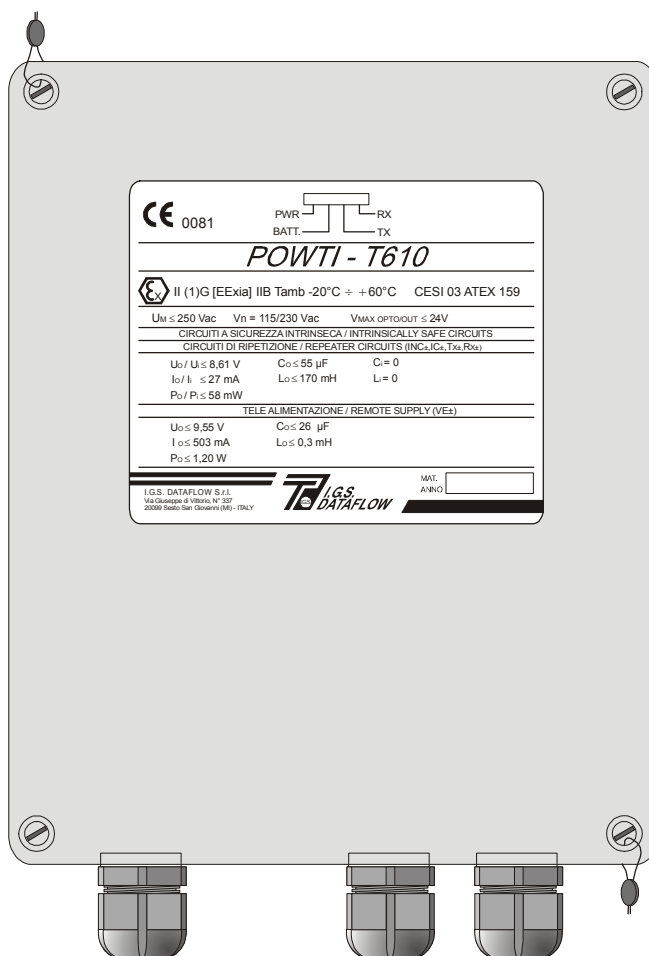 CE 0081
PWR RX
BATT. TX
POWTI - T610
Ex II (1)G [EExia] IIB Tamb -20°C ÷ +60°C CESI 03 ATEX 159
UM ≤ 250 Vac Vn = 115/230 Vac VMAX OPTO/OUT ≤ 24V
CIRCUITI A SICUREZZA INTRINSECA / INTRINSICALLY SAFE CIRCUITS
CIRCUITI DI RIPETIZIONE / REPEATER CIRCUITS (INC±,IC±,TX±,RX±)
UO / UI ≤ 8,61 V CO ≤ 55 µF CI = 0
IO / II ≤ 27 mA LO ≤ 170 mH LI = 0
PO / PI ≤ 58 mW
TELE ALIMENTAZIONE / REMOTE SUPPLY (VE±)
UO ≤ 9,55 V CO ≤ 26 µF
IO ≤ 503 mA LO ≤ 0,3 mH
PO ≤ 1,20 W
I.G.S. DATAFLOW S.r.l.
Via Giuseppe di Vittorio, N° 337
20099 Sesto San Giovanni (MI) - ITALY
IGS
I.G.S.
DATAFLOW
MAT.
ANNO